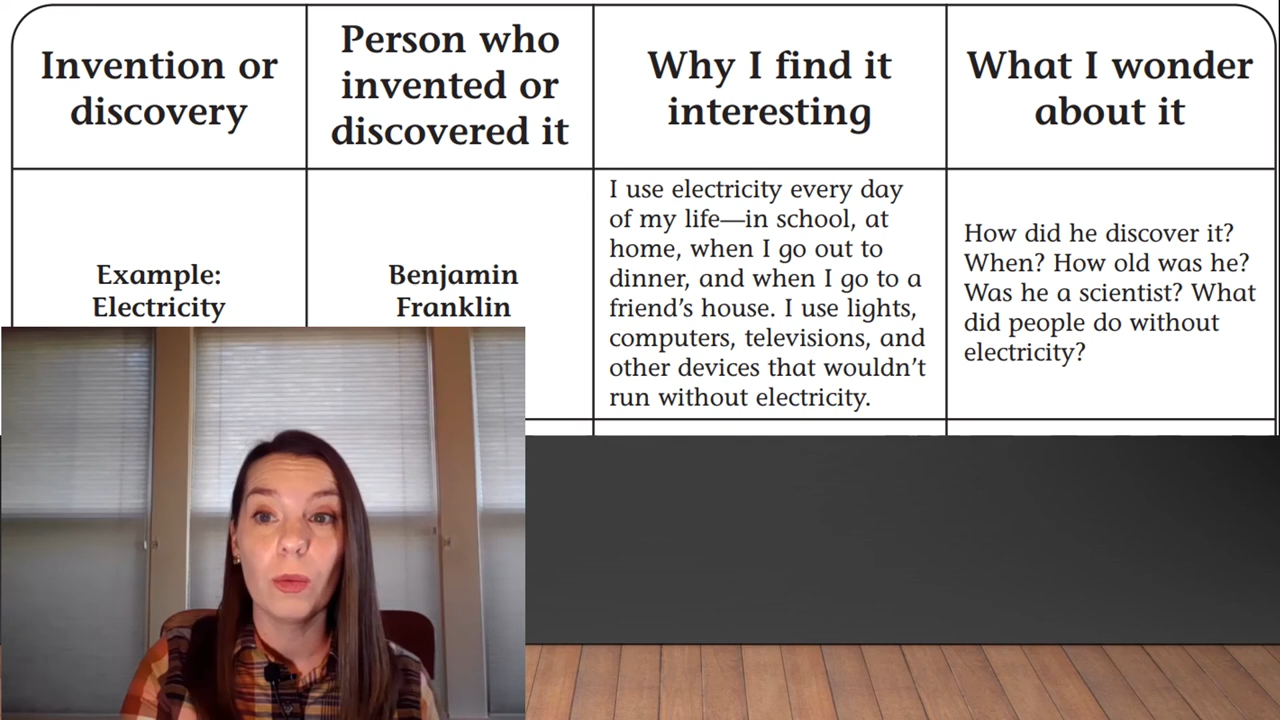 Invention or
discovery
Person who
invented or
discovered it
Why I find it
interesting
What I wonder
about it
Example:
Electricity
Benjamin
Franklin
I use electricity every day
of my life—in school, at
home, when I go out to
dinner, and when I go to a
friend's house. I use lights,
computers, televisions, and
other devices that wouldn't
run without electricity.
How did he discover it?
When? How old was he?
Was he a scientist? What
did people do without
electricity?